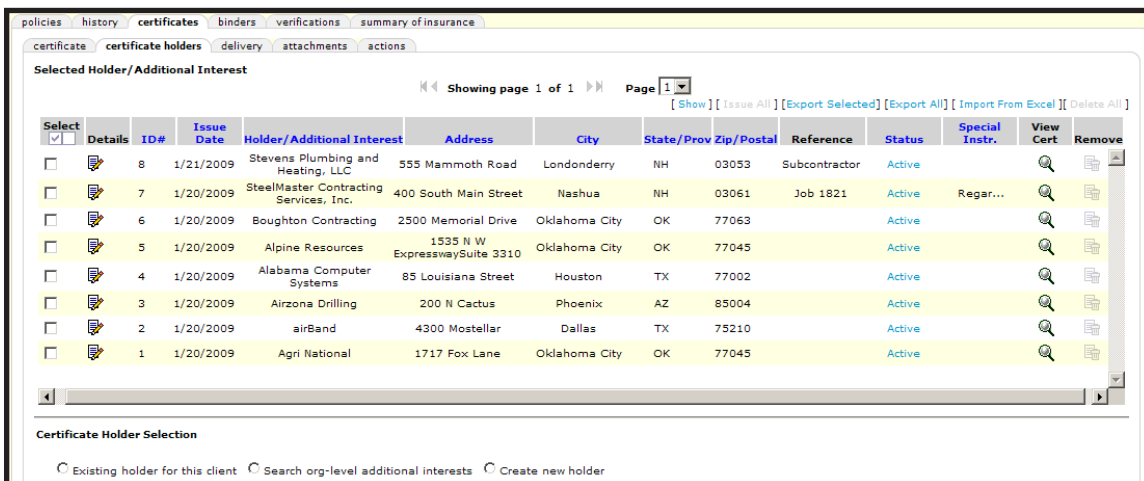 policies history certificates binders verifications summary of insurance
certificate certificate holders delivery attachments actions
Selected Holder/Additional Interest
Showing page 1 of 1 Page 1
[ Show ] [ Issue All ] [Export Selected] [Export All] [ Import From Excel ][ Delete All ]
Select Details ID# Issue Date Holder/Additional Interest Address City State/Prov Zip/Postal Reference Status Special Instr. View Cert Remove
8 1/21/2009 Stevens Plumbing and Heating, LLC 555 Mammoth Road Londonderry NH 03053 Subcontractor Active
7 1/20/2009 SteelMaster Contracting Services, Inc. 400 South Main Street Nashua NH 03061 Job 1821 Active Regar...
6 1/20/2009 Boughton Contracting 2500 Memorial Drive Oklahoma City OK 77063 Active
5 1/20/2009 Alpine Resources 1535 N W ExpresswaySuite 3310 Oklahoma City OK 77045 Active
4 1/20/2009 Alabama Computer Systems 85 Louisiana Street Houston TX 77002 Active
3 1/20/2009 Airzona Drilling 200 N Cactus Phoenix AZ 85004 Active
2 1/20/2009 airBand 4300 Mostellar Dallas TX 75210 Active
1 1/20/2009 Agri National 1717 Fox Lane Oklahoma City OK 77045 Active
Certificate Holder Selection
Existing holder for this client Search org-level additional interests Create new holder